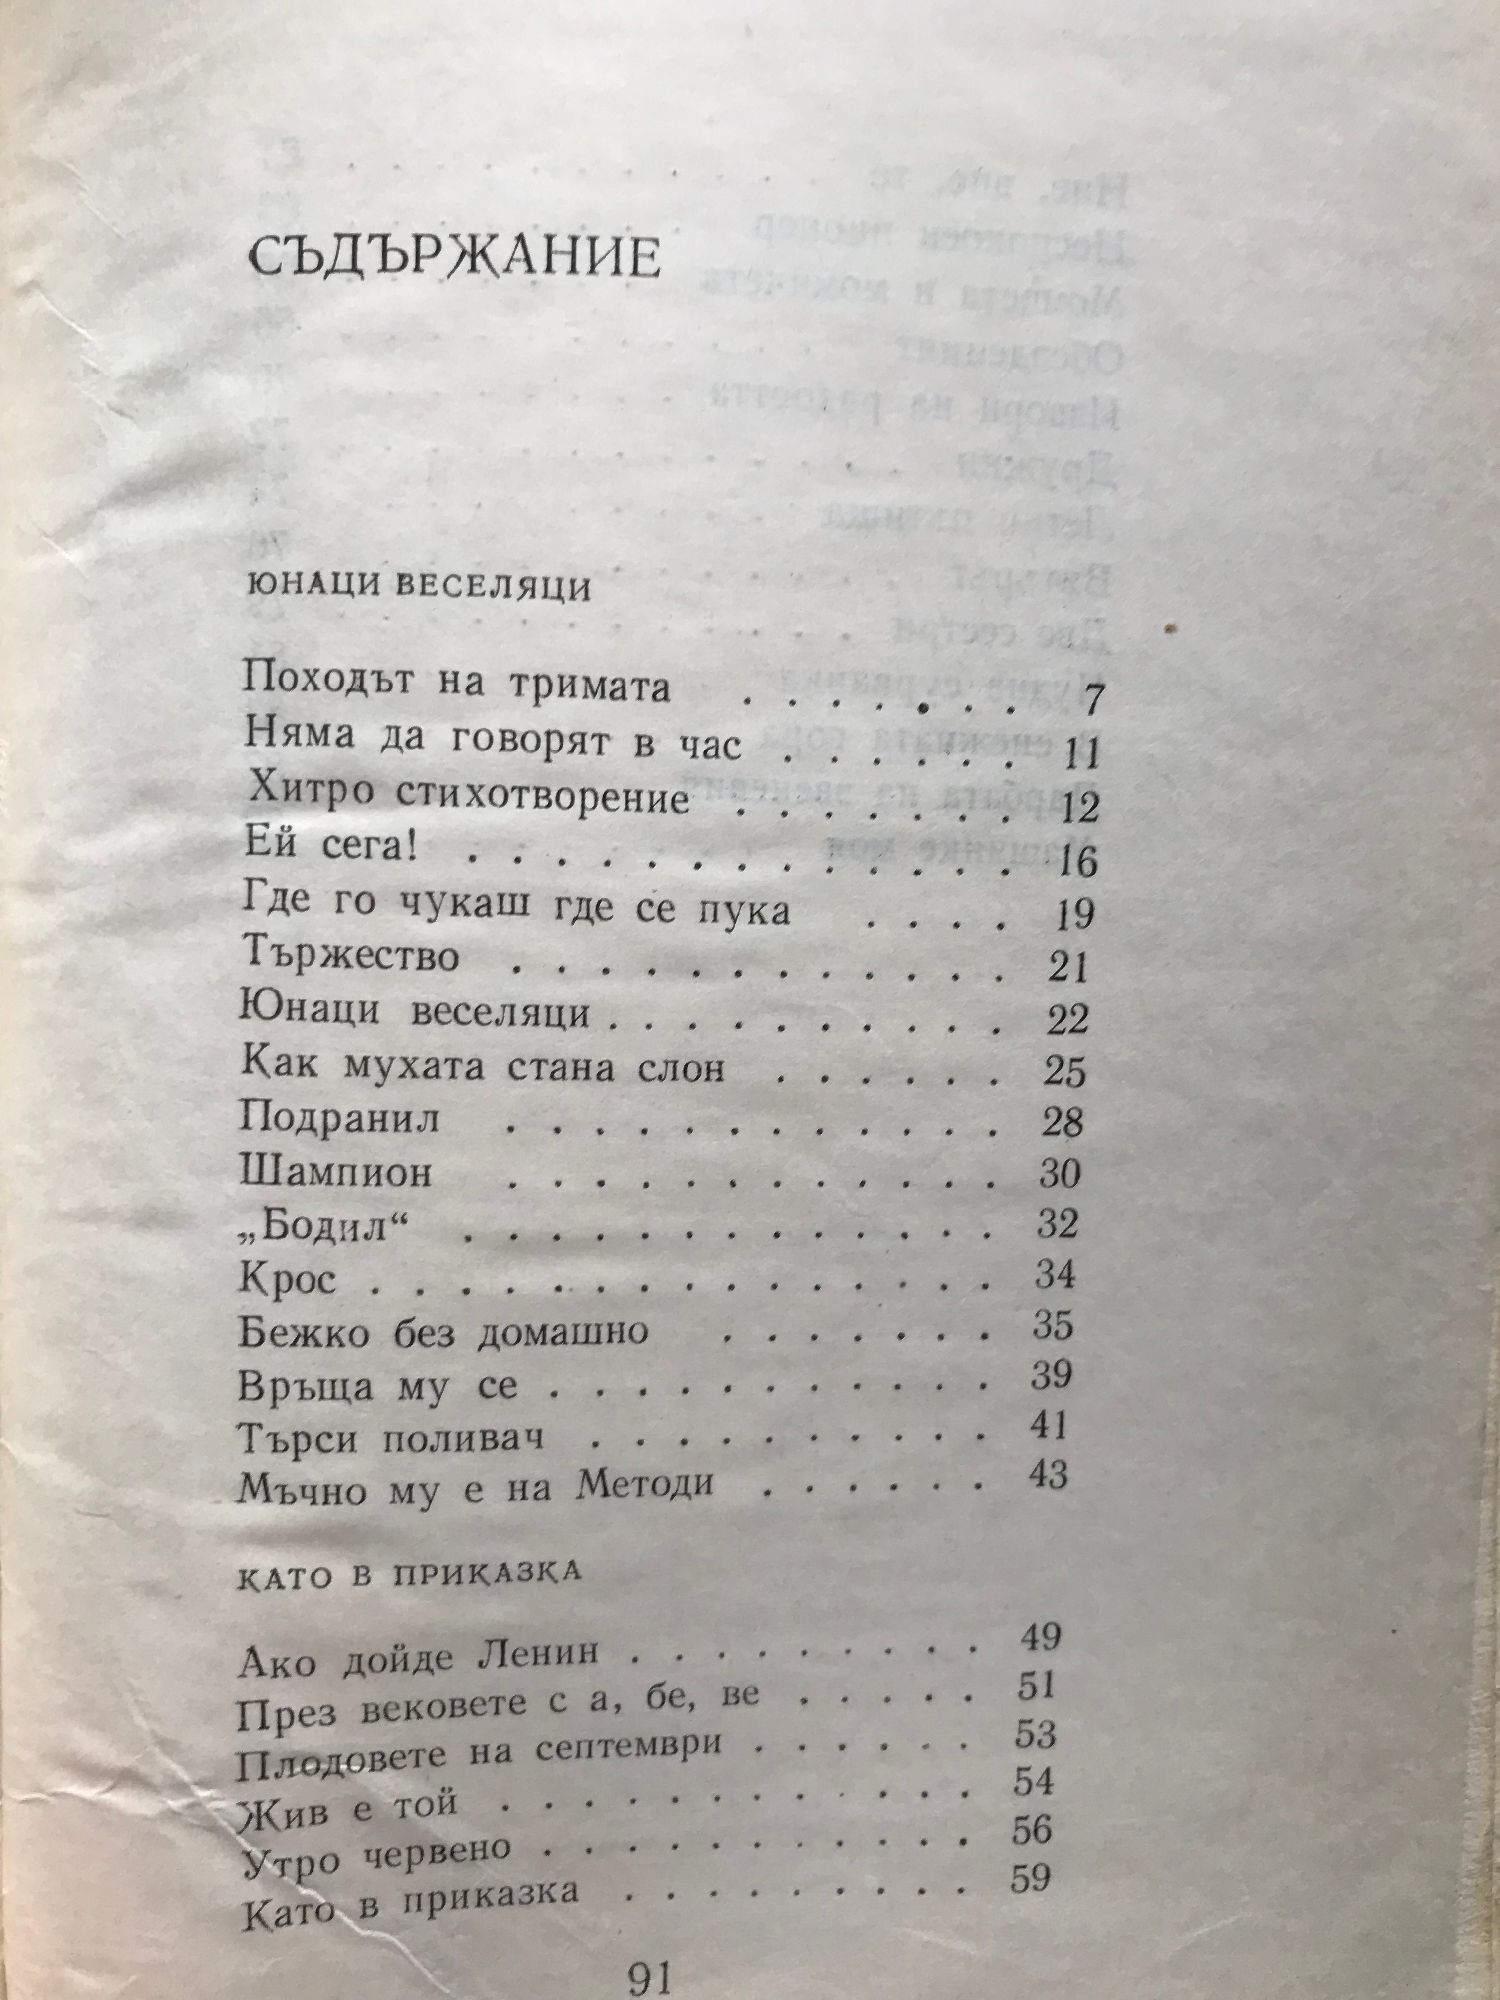 СЪДЪРЖАНИЕ
ЮНАЦИ ВЕСЕЛЯЦИ
Походът на тримата . . . . . . . 7
Няма да говорят в час . . . . . . 11
Хитро стихотворение . . . . . . . 12
Ей сега! . . . . . . . . . . . . . 16
Где го чукаш где се пука . . . . 19
Тържество . . . . . . . . . . . . 21
Юнаци веселяци . . . . . . . . . . 22
Как мухата стана слон . . . . . . 25
Подранил . . . . . . . . . . . . 28
Шампион . . . . . . . . . . . . 30
„Бодил“ . . . . . . . . . . . . . 32
Крос . . . . . . . . . . . . . . . 34
Бежко без домашно . . . . . . . 35
Връща му се . . . . . . . . . . . 39
Търси поливач . . . . . . . . . . 41
Мъчно му е на Методи . . . . . . 43
КАТО В ПРИКАЗКА
Ако дойде Ленин . . . . . . . . . 49
През вековете с а, бе, ве . . . . . 51
Плодовете на септември . . . . . . 53
Жив е той . . . . . . . . . . . . 54
Утро червено . . . . . . . . . . . 56
Като в приказка . . . . . . . . . 59
91